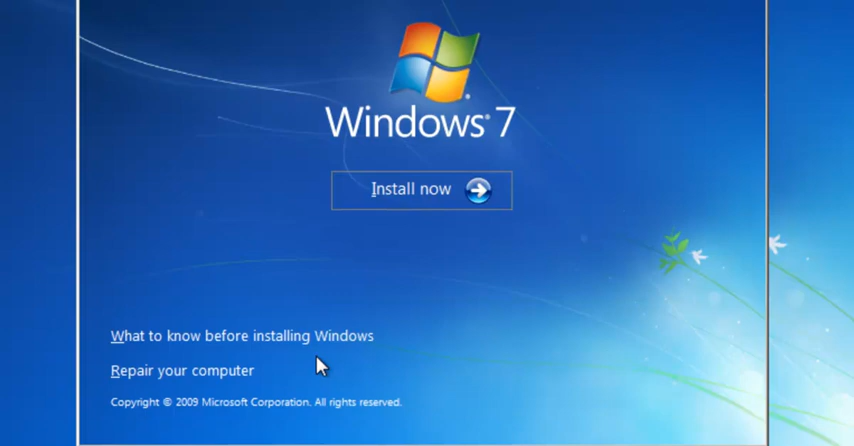 Windows® 7
Install now
What to know before installing Windows
Repair your computer
Copyright © 2009 Microsoft Corporation. All rights reserved.